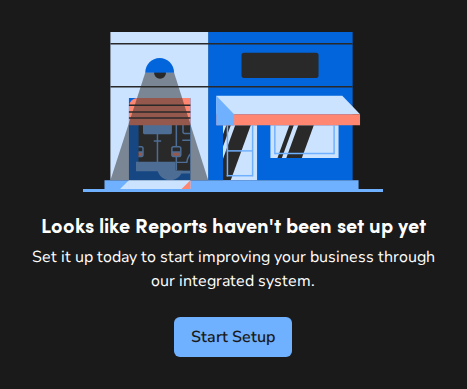 Looks like Reports haven't been set up yet
Set it up today to start improving your business through
our integrated system.
Start Setup